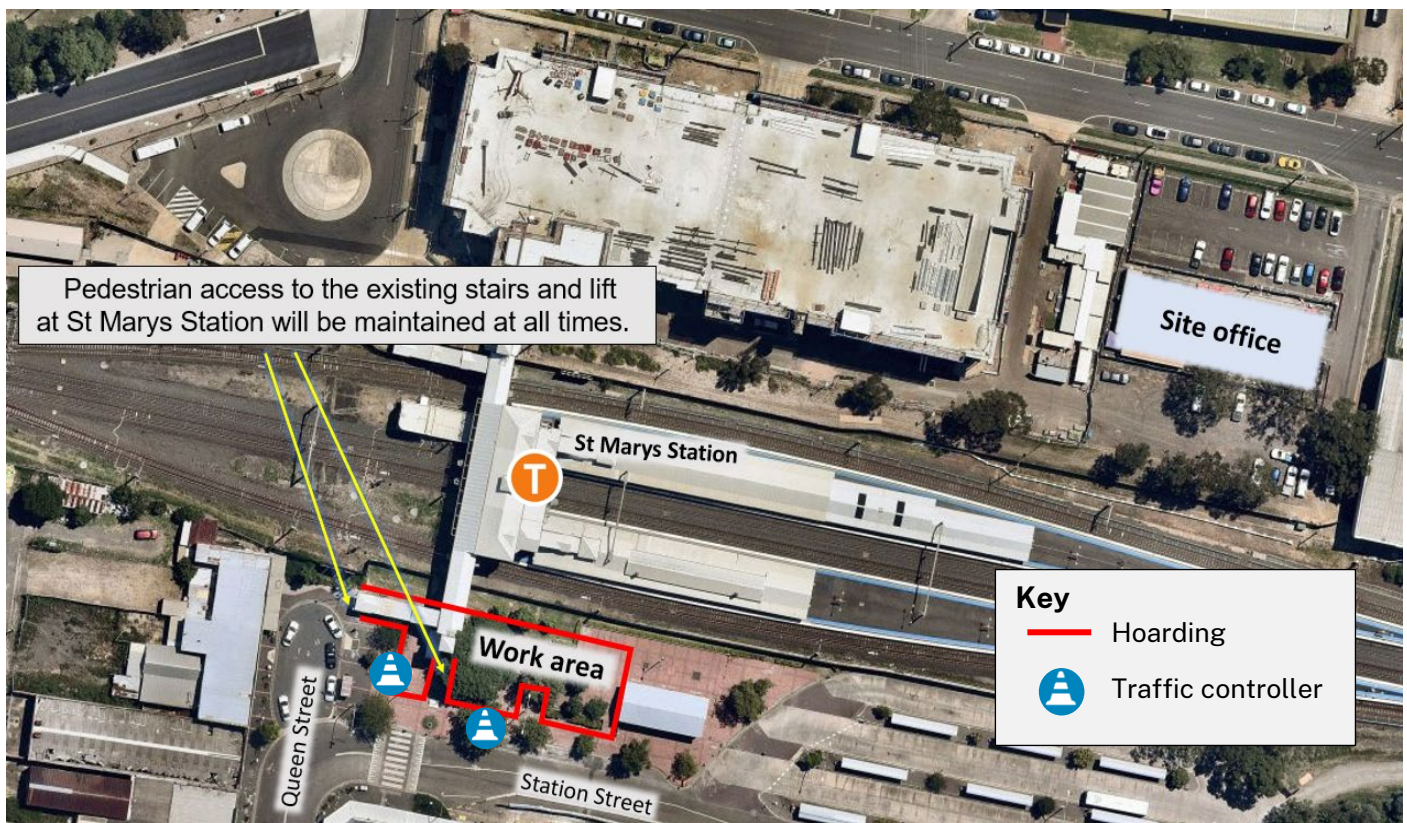 Pedestrian access to the existing stairs and lift
at St Marys Station will be maintained at all times.
Site office
St Marys Station
T
Work area
Queen Street
Station Street
Key
Hoarding
Traffic controller